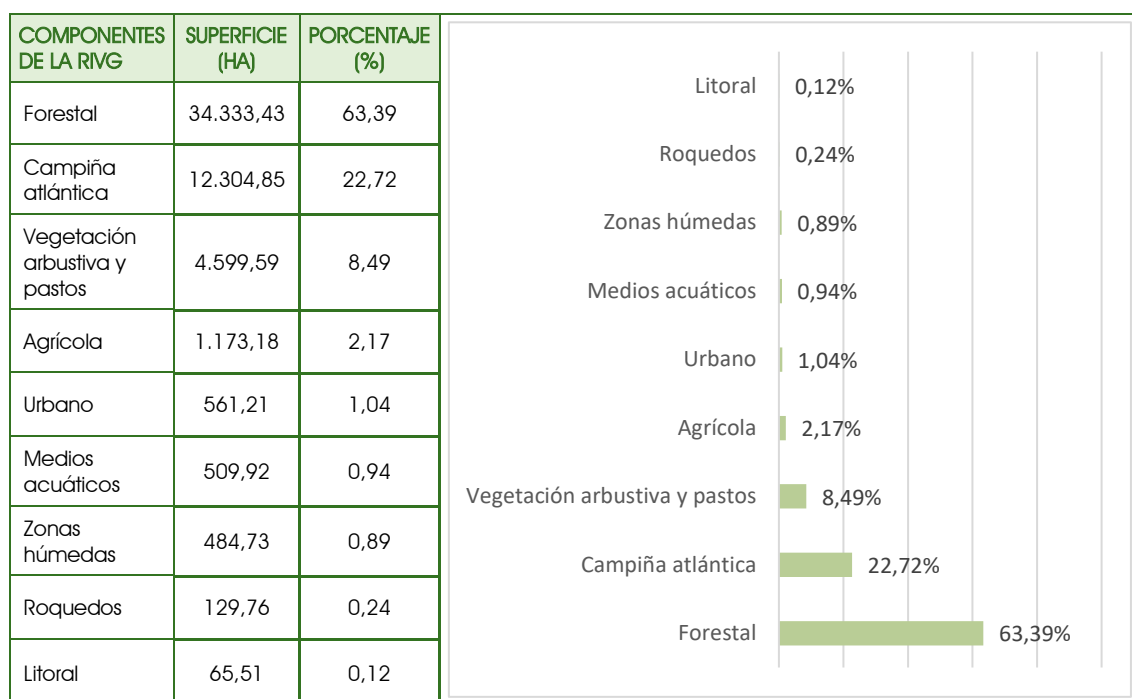 COMPONENTES SUPERFICIE PORCENTAJE
DE LA RIVG (HA) (%)
Forestal 34.333,43 63,39
Campiña
atlántica 12.304,85 22,72
Vegetación
arbustiva y
pastos 4.599,59 8,49
Agrícola 1.173,18 2,17
Urbano 561,21 1,04
Medios
acuáticos 509,92 0,94
Zonas
húmedas 484,73 0,89
Roquedos 129,76 0,24
Litoral 65,51 0,12
Litoral 0,12%
Roquedos 0,24%
Zonas húmedas 0,89%
Medios acuáticos 0,94%
Urbano 1,04%
Agrícola 2,17%
Vegetación arbustiva y pastos 8,49%
Campiña atlántica 22,72%
Forestal 63,39%